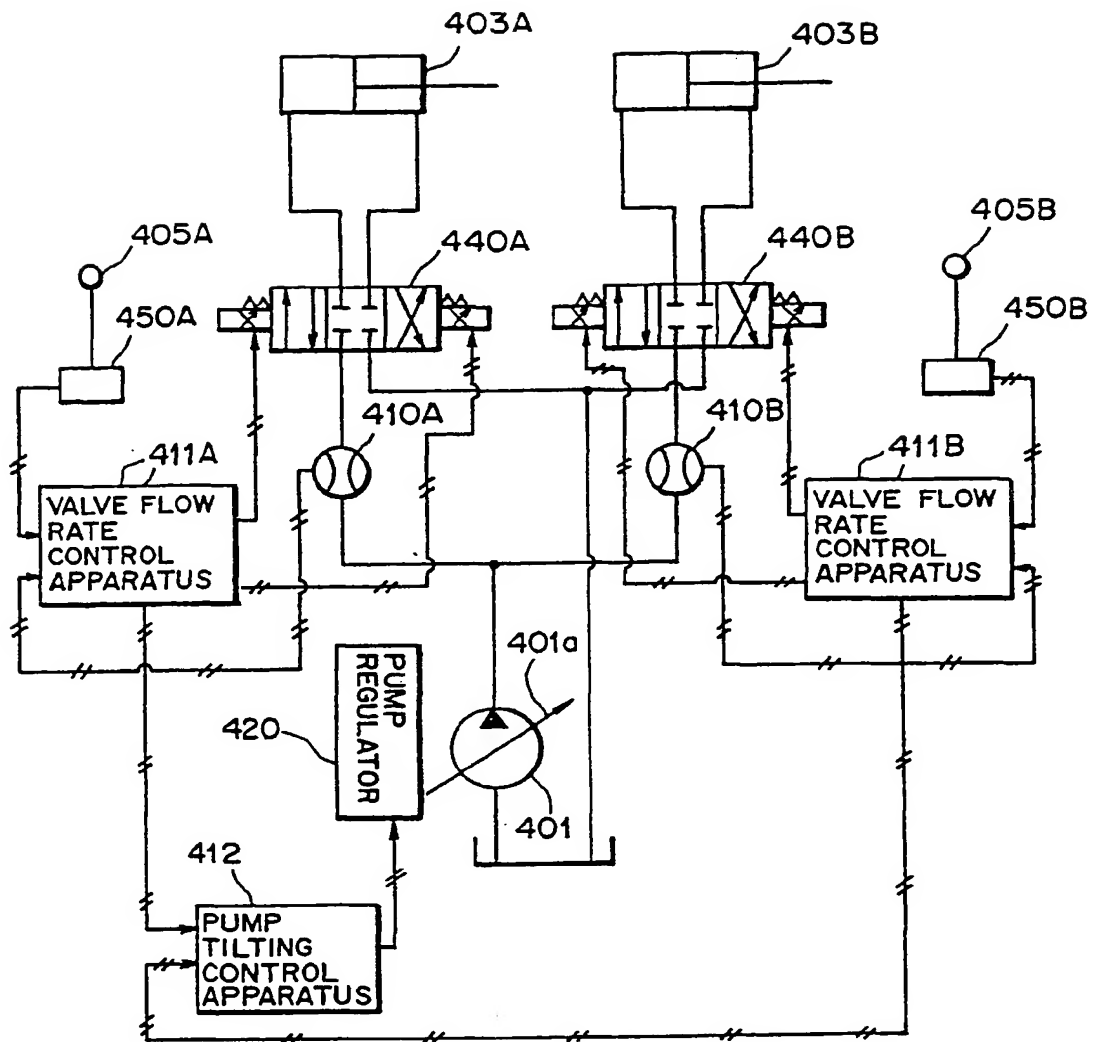 403A
403B
405A
440A
440B
405B
450A
450B
410A
410B
411A
VALVE FLOW
RATE
CONTROL
APPARATUS
411B
VALVE FLOW
RATE
CONTROL
APPARATUS
401a
PUMP
REGULATOR
420
401
412
PUMP
TILTING
CONTROL
APPARATUS